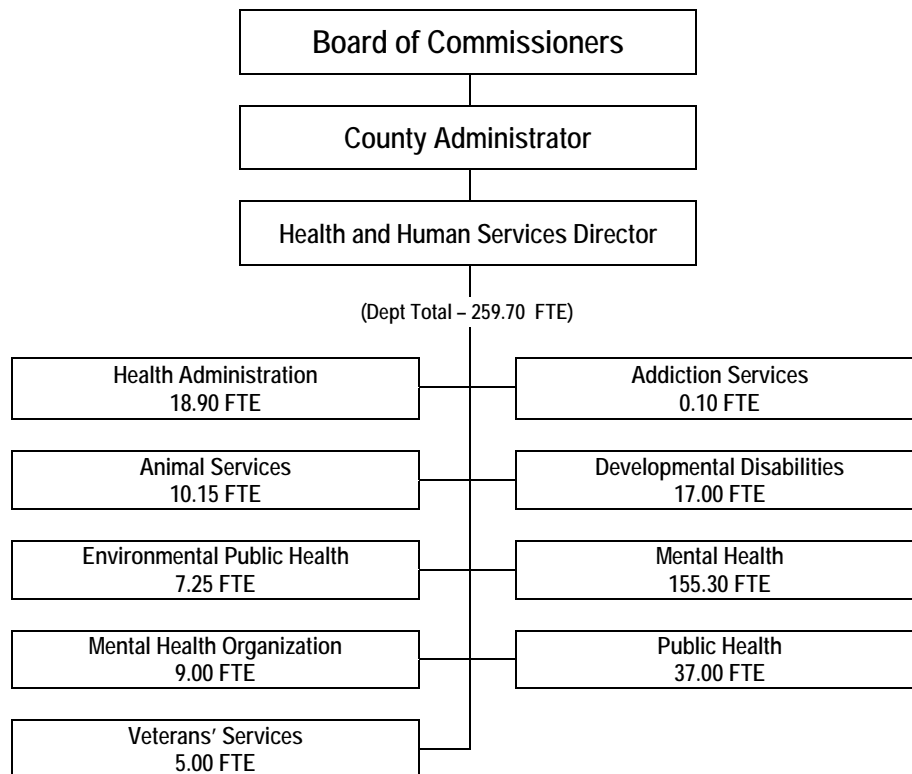 Board of Commissioners
County Administrator
Health and Human Services Director
(Dept Total – 259.70 FTE)
Health Administration
18.90 FTE
Addiction Services
0.10 FTE
Animal Services
10.15 FTE
Developmental Disabilities
17.00 FTE
Environmental Public Health
7.25 FTE
Mental Health
155.30 FTE
Mental Health Organization
9.00 FTE
Public Health
37.00 FTE
Veterans’ Services
5.00 FTE